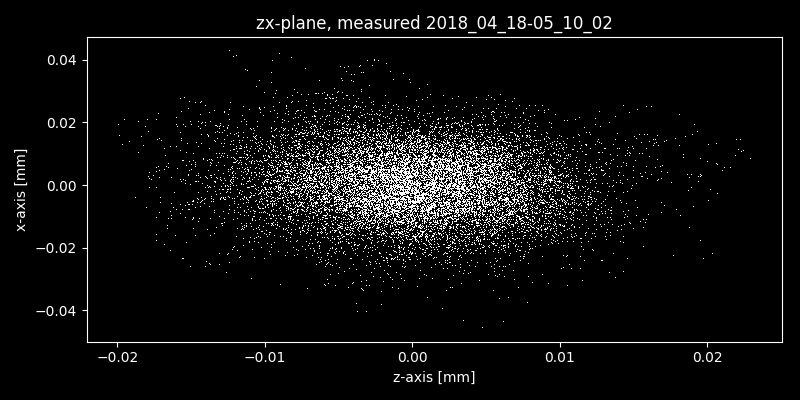 zx-plane, measured 2018_04_18-05_10_02
0.04
0.02
0.00
−0.02
−0.04
x-axis [mm]
−0.02 −0.01 0.00 0.01 0.02
z-axis [mm]